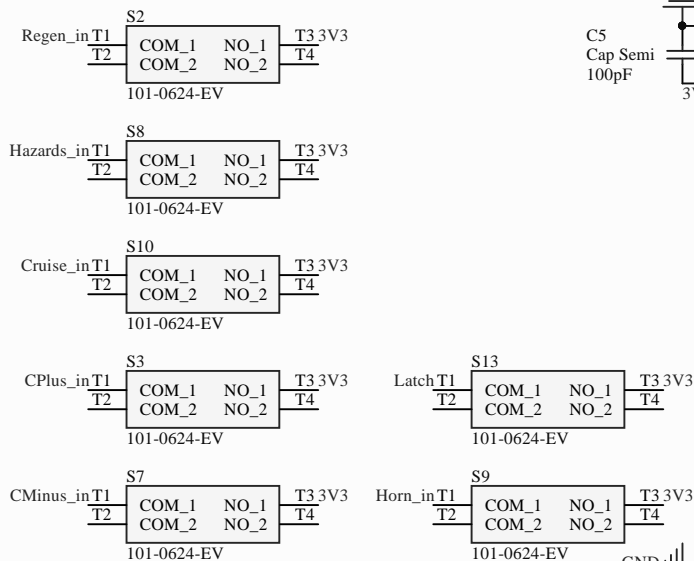 S2
Regen_in T1 COM_1 NO_1 T3 3V3
T2 COM_2 NO_2 T4
101-0624-EV
C5
Cap Semi
100pF
S8
Hazards_in T1 COM_1 NO_1 T3 3V3
T2 COM_2 NO_2 T4
101-0624-EV
S10
Cruise_in T1 COM_1 NO_1 T3 3V3
T2 COM_2 NO_2 T4
101-0624-EV
S3
CPlus_in T1 COM_1 NO_1 T3 3V3
T2 COM_2 NO_2 T4
101-0624-EV
S13
Latch T1 COM_1 NO_1 T3 3V3
T2 COM_2 NO_2 T4
101-0624-EV
S7
CMinus_in T1 COM_1 NO_1 T3 3V3
T2 COM_2 NO_2 T4
101-0624-EV
S9
Horn_in T1 COM_1 NO_1 T3 3V3
T2 COM_2 NO_2 T4
101-0624-EV